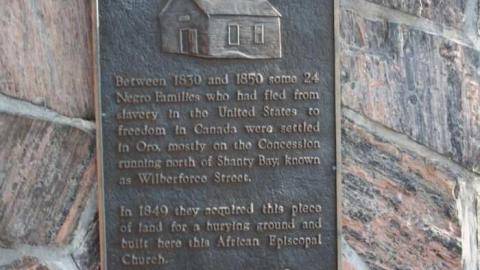 Between 1830 and 1850 some 24
Negro Families who had fled from
slavery in the United States to
freedom in Canada were settled
in Oro, mostly on the Concession
running north of Shanty Bay, known
as Wilberforce Street.
In 1849 they acquired this piece
of land for a burying ground and
built here this African Episcopal
Church.